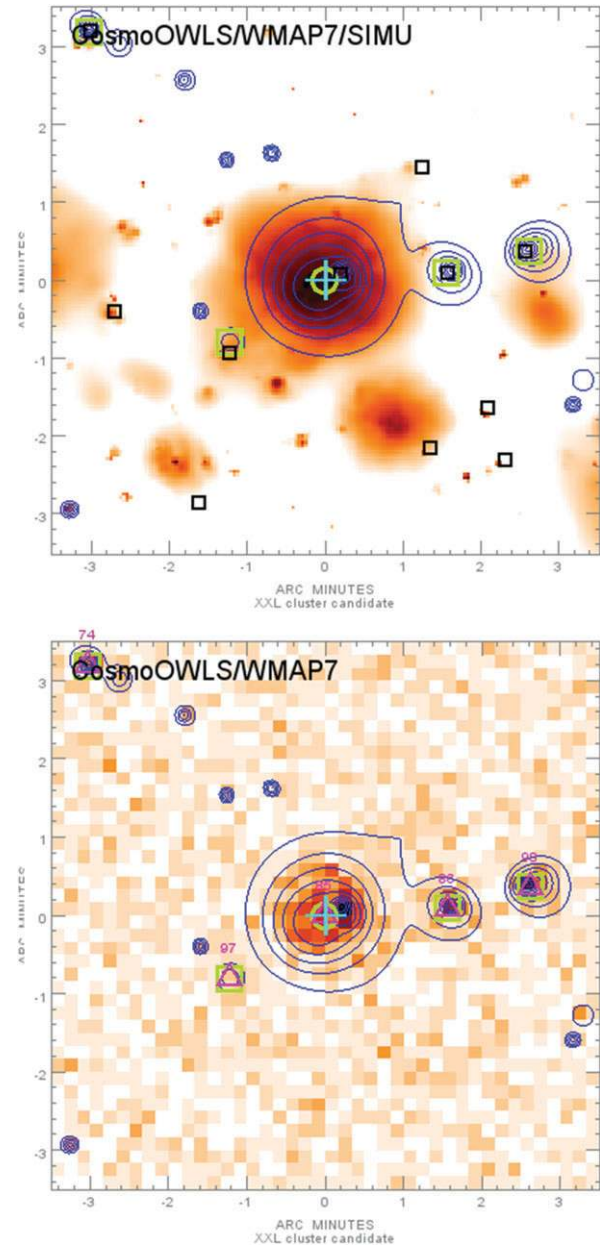 CosmoOWLS/WMAP7/SIMU
3
2
1
0
-1
-2
-3
ARC MINUTES
-3 -2 -1 0 1 2 3
ARC MINUTES
XXL cluster candidate
74
CosmoOWLS/WMAP7
3
2
1
0
-1
-2
-3
ARC MINUTES
97
-3 -2 -1 0 1 2 3
ARC MINUTES
XXL cluster candidate